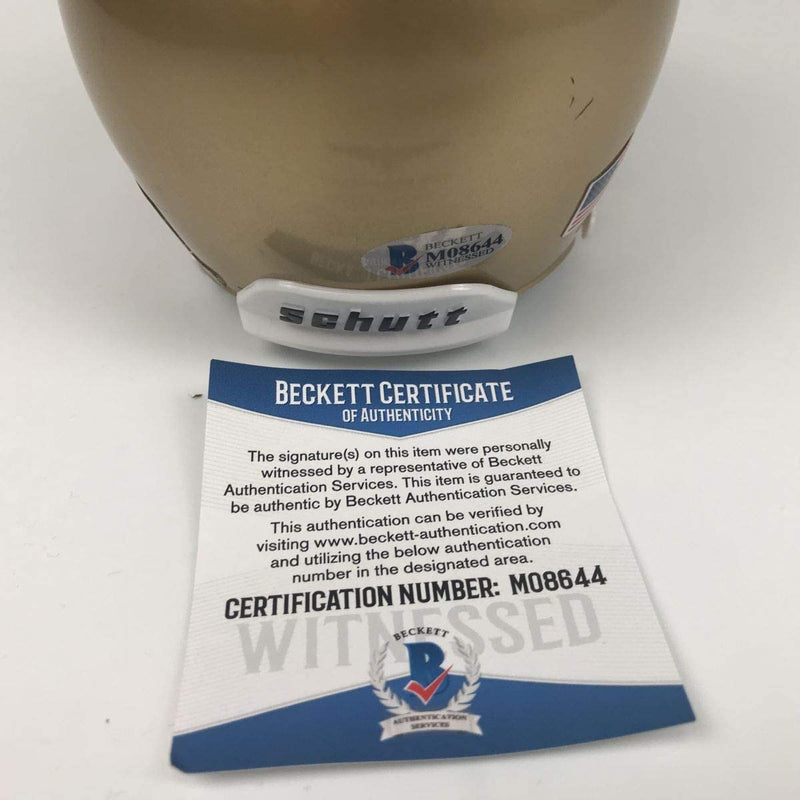 BECKETT
M08644
WITNESSED
schutt
BECKETT CERTIFICATE
OF AUTHENTICITY
The signature(s) on this item were personally
witnessed by a representative of Beckett
Authentication Services. This item is guaranteed to
be authentic by Beckett Authentication Services.
This authentication can be verified by
visiting www.beckett-authentication.com
and utilizing the below authentication
number in the designated area.
CERTIFICATION NUMBER: M08644
WITNESSED
BECKETT
B
AUTHENTICATION
SERVICES